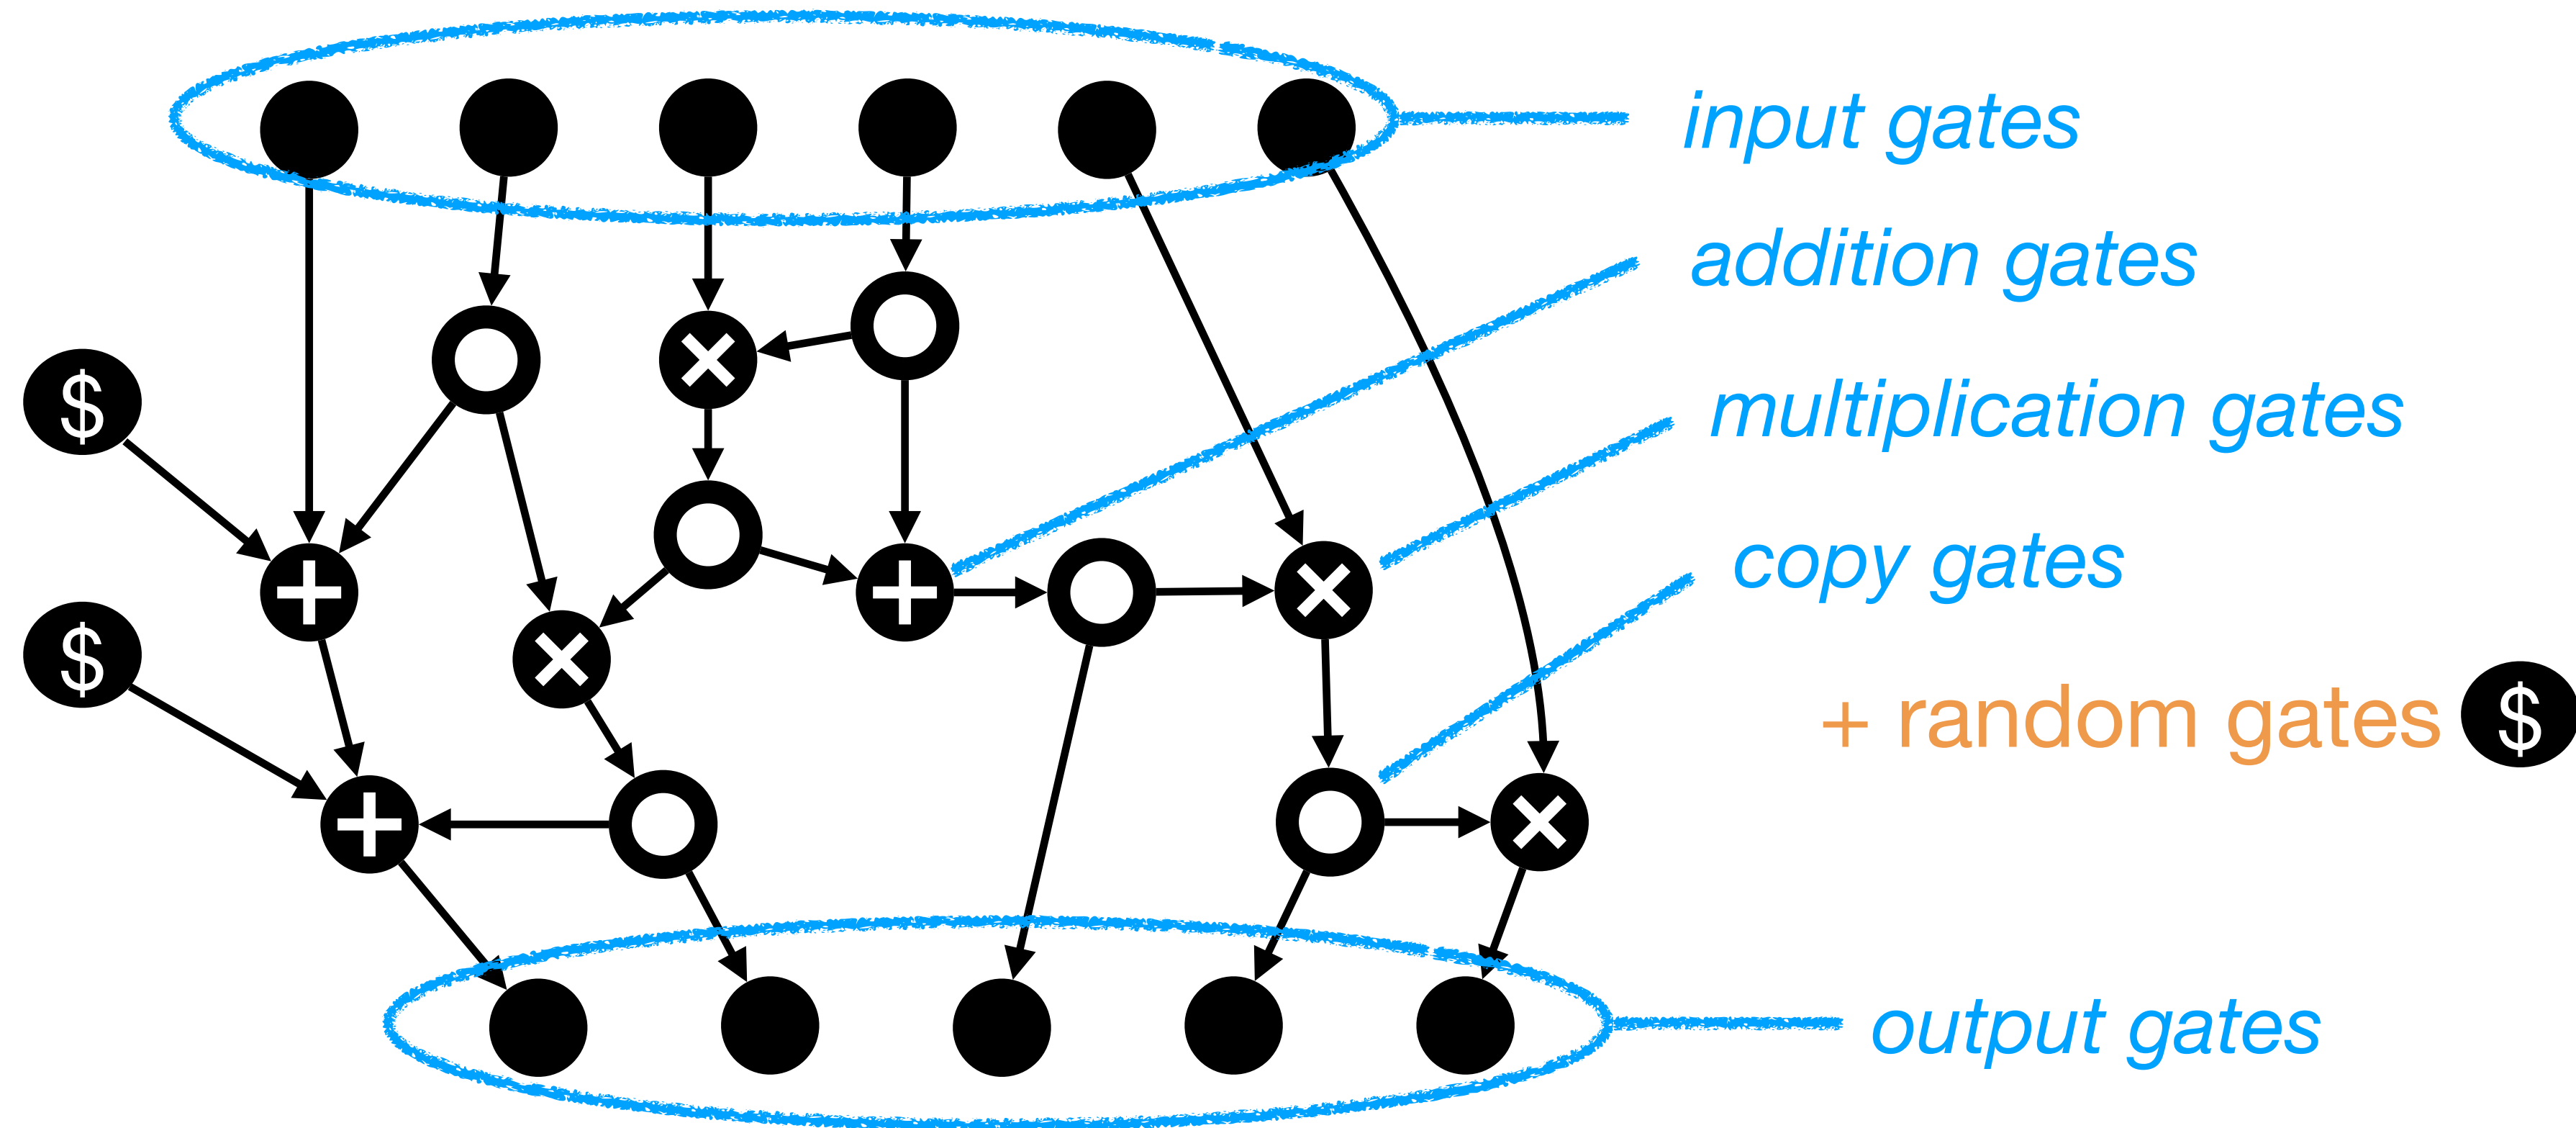 input gates
addition gates
multiplication gates
copy gates
+ random gates $
output gates
$
$
×
×
×
×
+
+
+